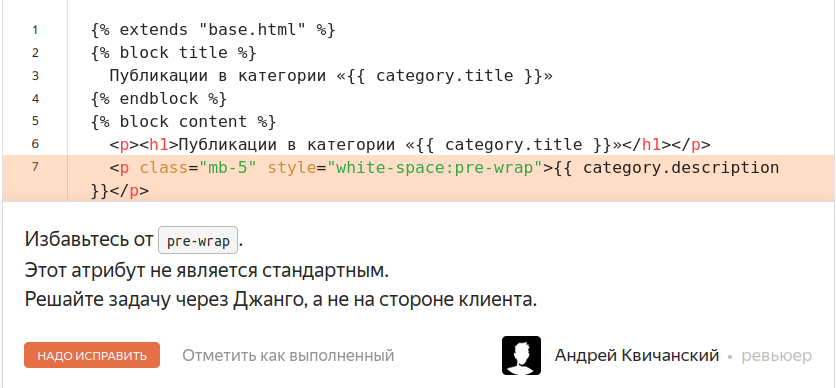 1 {% extends "base.html" %}
2 {% block title %}
3 Публикации в категории «{{ category.title }}»
4 {% endblock %}
5 {% block content %}
6 <p><h1>Публикации в категории «{{ category.title }}»</h1></p>
7 <p class="mb-5" style="white-space:pre-wrap">{{ category.description
}}</p>
Избавьтесь от pre-wrap.
Этот атрибут не является стандартным.
Решайте задачу через Джанго, а не на стороне клиента.
НАДО ИСПРАВИТЬ Отметить как выполненный Андрей Квичанский • ревьюер